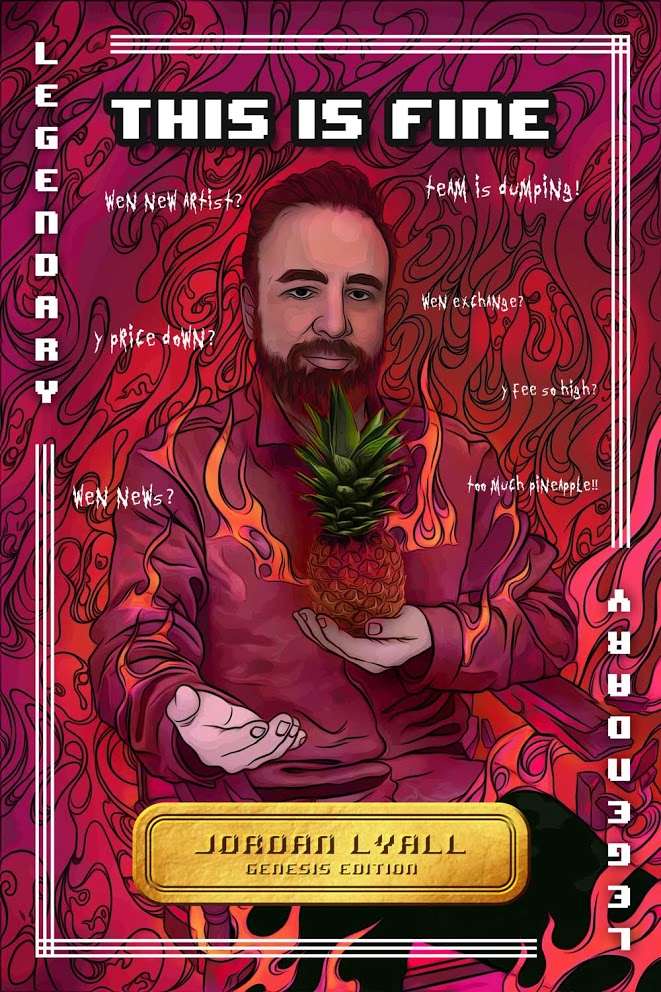 LEGENDARY
THIS IS FINE
WeN NeW ARtist?
teAM is duMpiNg!
WeN exchANge?
y pRice doWN?
y fee so high?
too Much piNeApple!!
WeN NeWs?
LEGENDARY
JORDAN LYALL
GENESIS EDITION